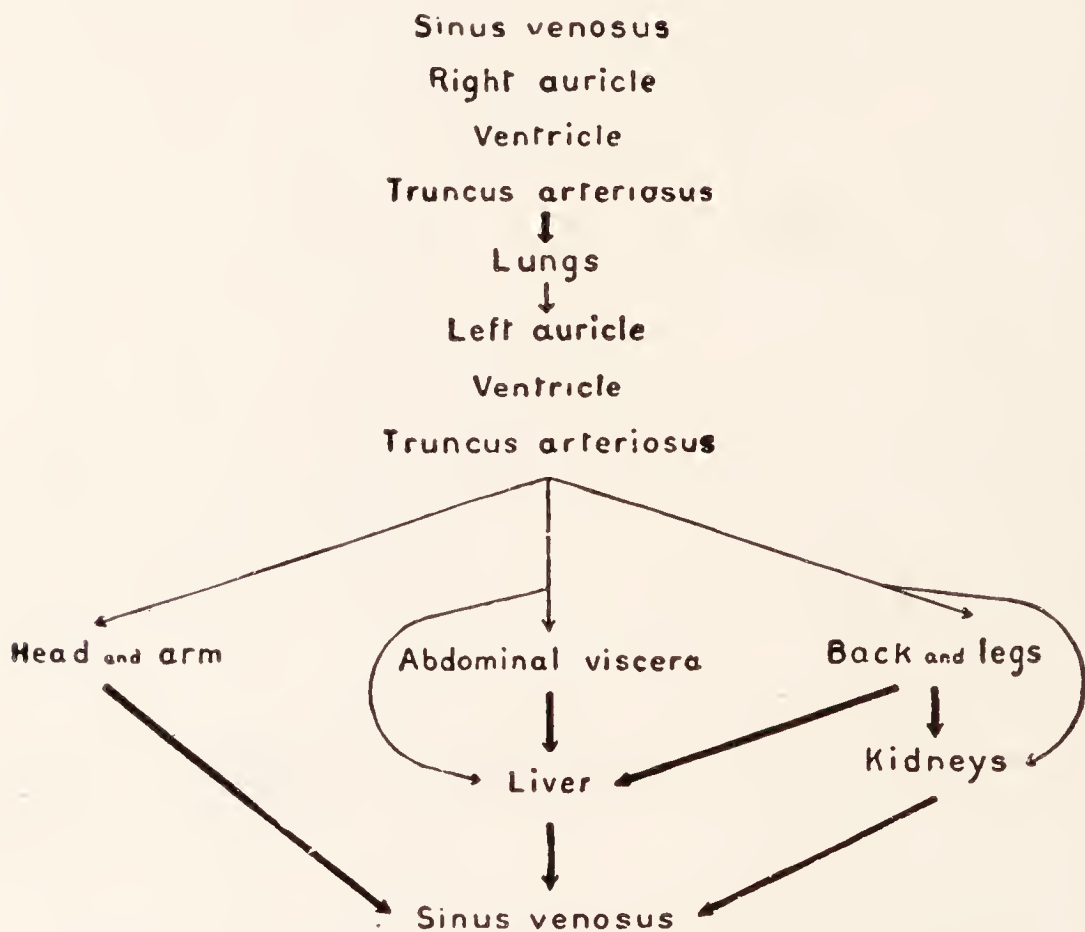 Sinus venosus
Right auricle
Ventricle
Truncus arteriosus
Lungs
Left auricle
Ventricle
Truncus arteriosus
Head and arm
Abdominal viscera
Back and legs
Liver
Kidneys
Sinus venosus